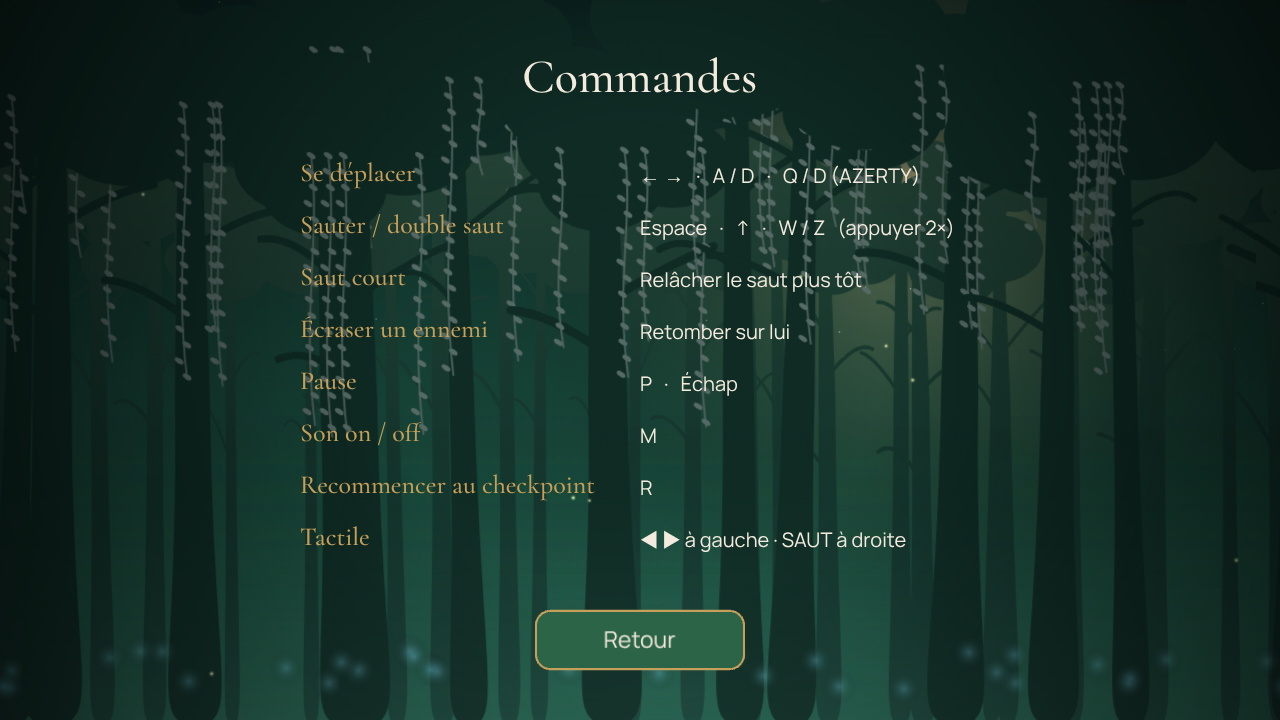 Commandes
Se déplacer ← → · A / D · Q / D (AZERTY)
Sauter / double saut Espace · ↑ · W / Z (appuyer 2×)
Saut court Relâcher le saut plus tôt
Écraser un ennemi Retomber sur lui
Pause P · Échap
Son on / off M
Recommencer au checkpoint R
Tactile ◀ ▶ à gauche · SAUT à droite
Retour